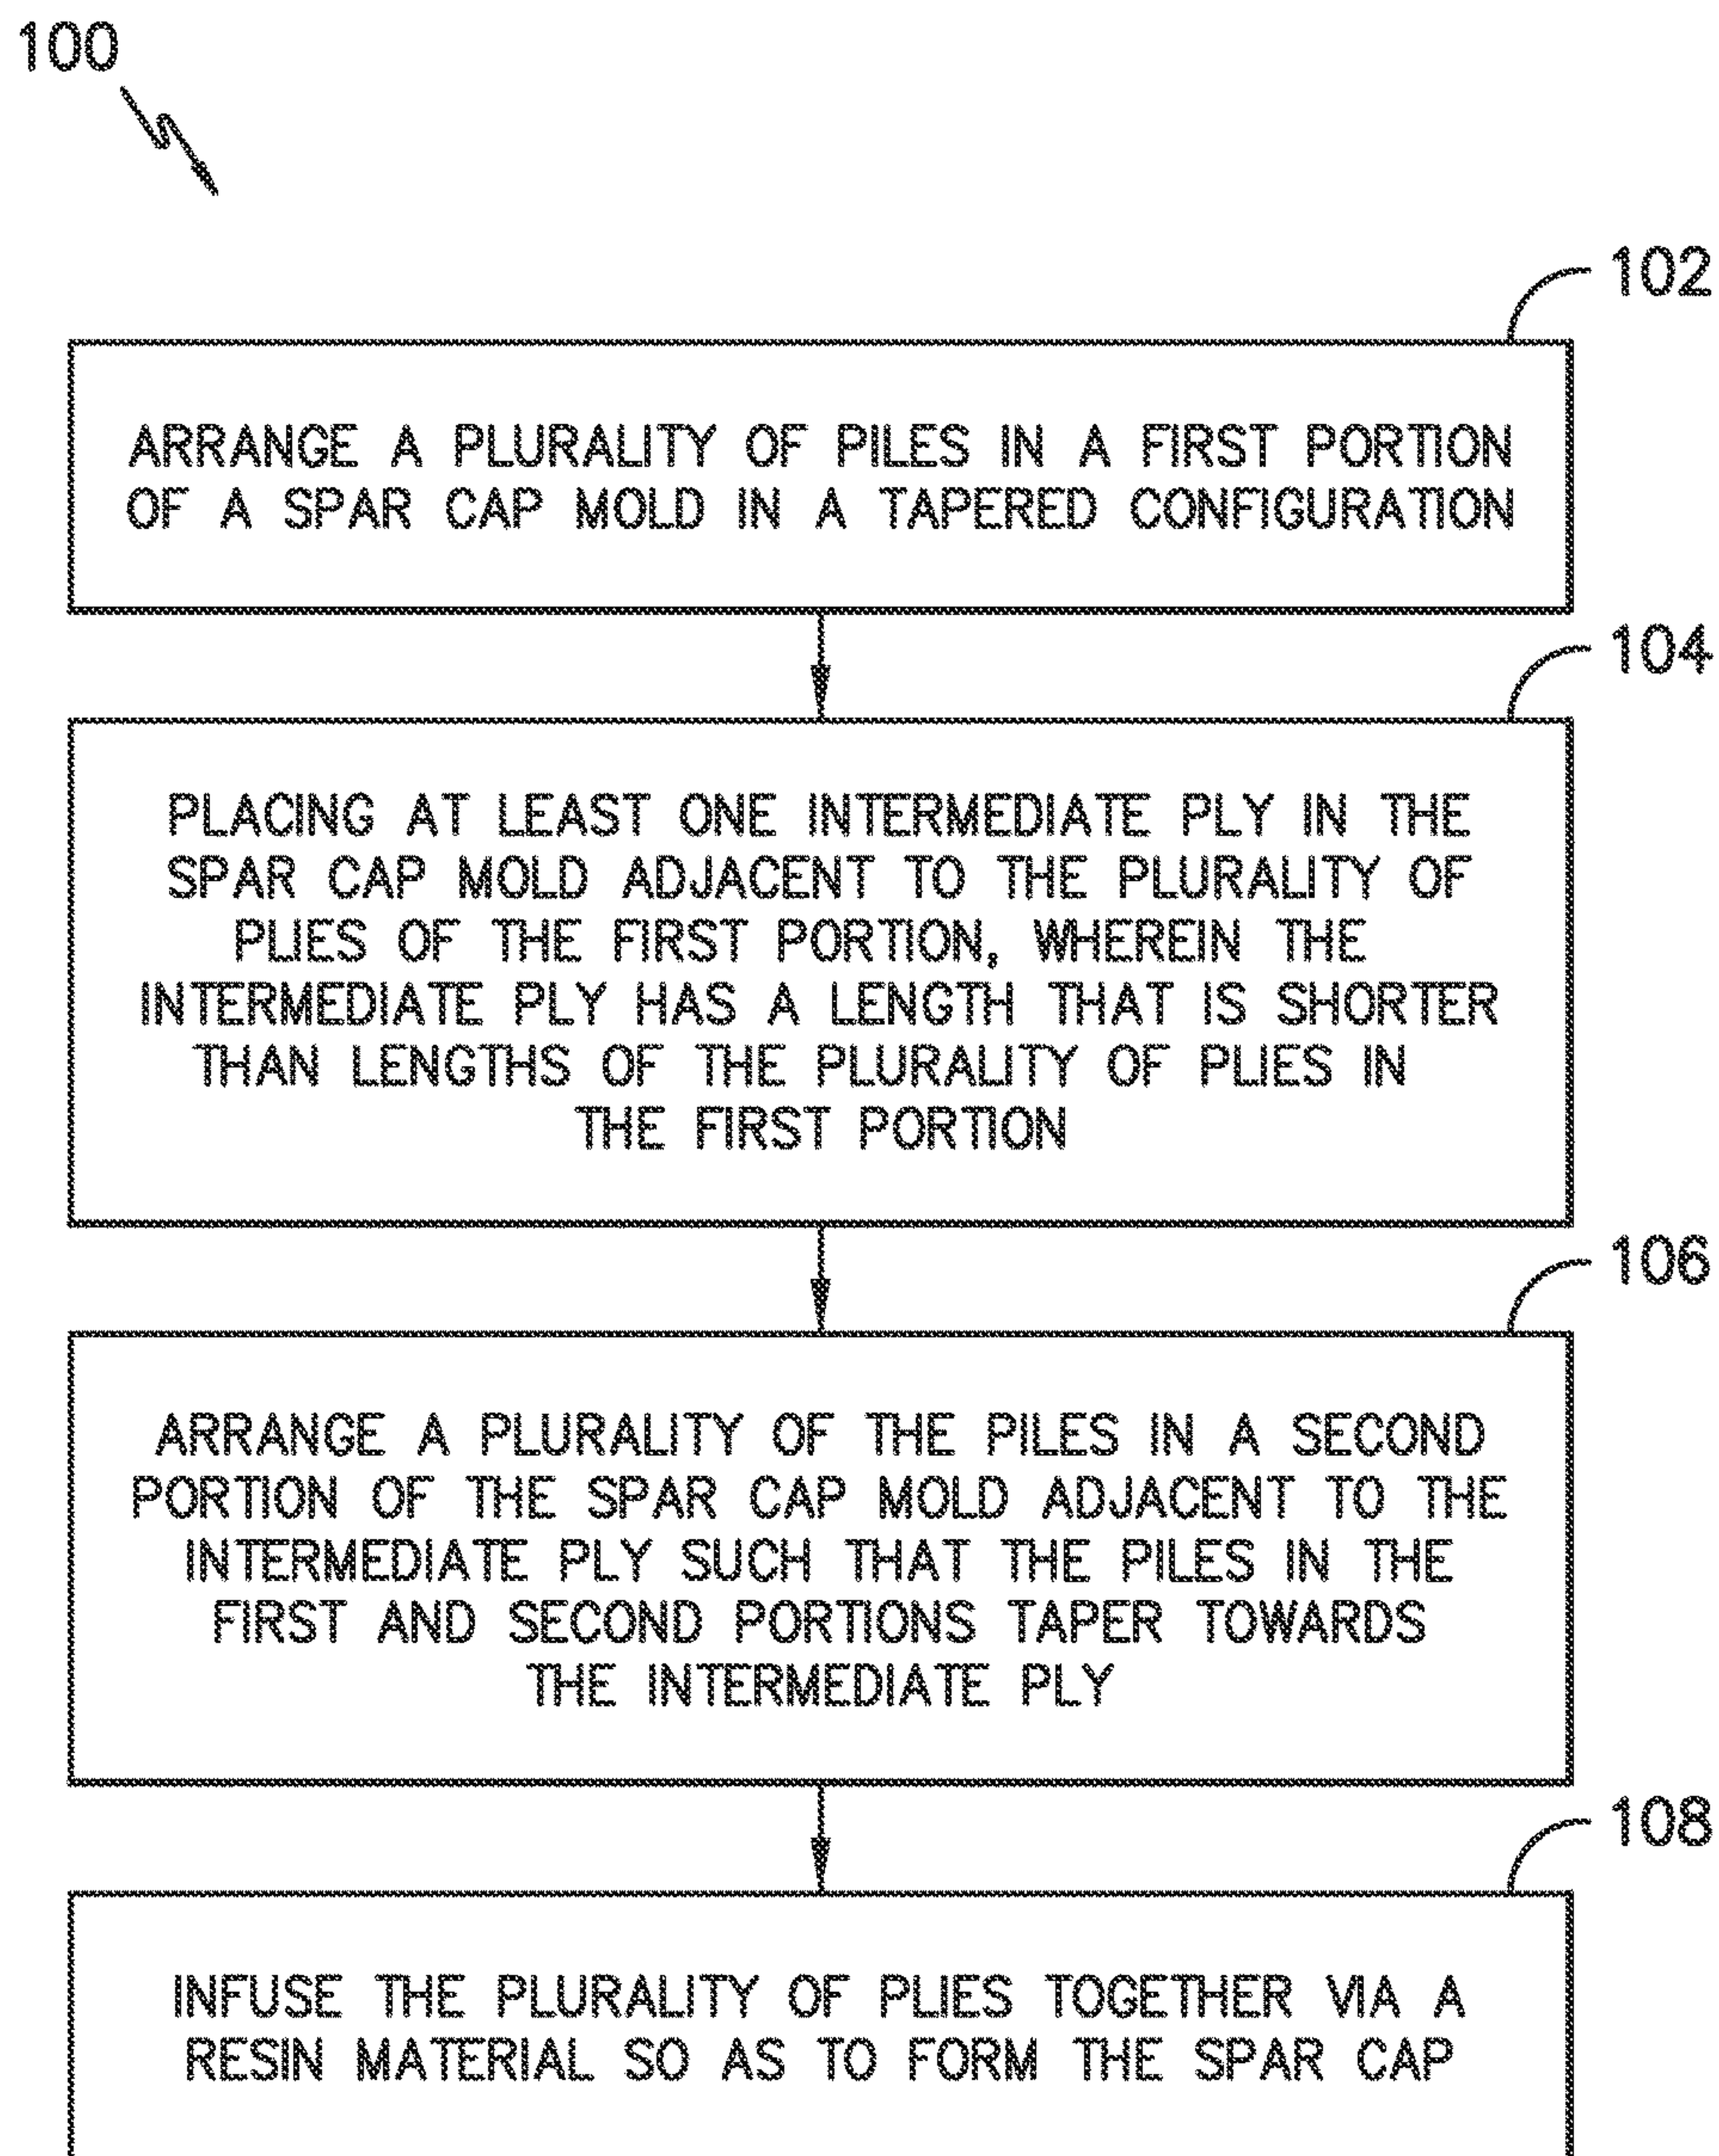 100
102
ARRANGE A PLURALITY OF PILES IN A FIRST PORTION
OF A SPAR CAP MOLD IN A TAPERED CONFIGURATION
104
PLACING AT LEAST ONE INTERMEDIATE PLY IN THE
SPAR CAP MOLD ADJACENT TO THE PLURALITY OF
PLIES OF THE FIRST PORTION, WHEREIN THE
INTERMEDIATE PLY HAS A LENGTH THAT IS SHORTER
THAN LENGTHS OF THE PLURALITY OF PLIES IN
THE FIRST PORTION
106
ARRANGE A PLURALITY OF THE PILES IN A SECOND
PORTION OF THE SPAR CAP MOLD ADJACENT TO THE
INTERMEDIATE PLY SUCH THAT THE PILES IN THE
FIRST AND SECOND PORTIONS TAPER TOWARDS
THE INTERMEDIATE PLY
108
INFUSE THE PLURALITY OF PLIES TOGETHER VIA A
RESIN MATERIAL SO AS TO FORM THE SPAR CAP